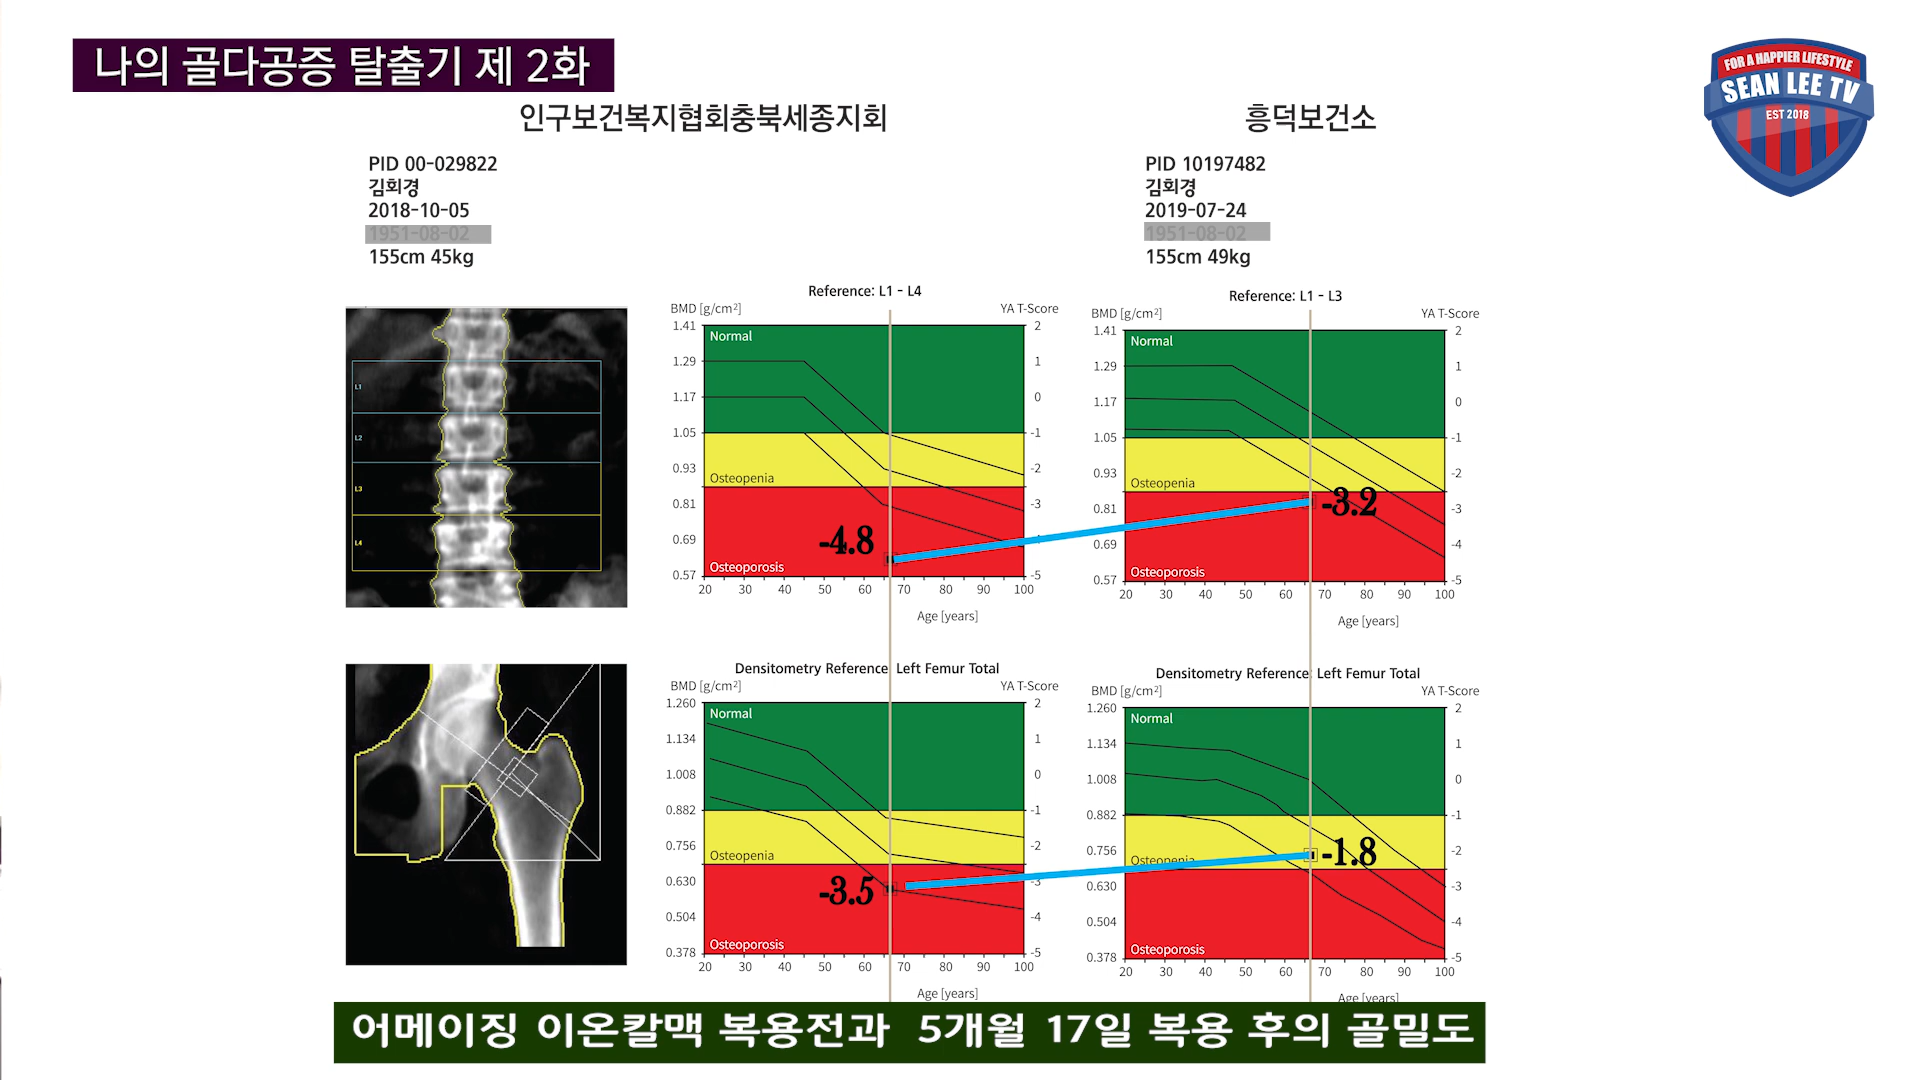 나의 골다공증 탈출기 제 2화
FOR A HAPPIER LIFESTYLE
SEAN LEE TV
EST 2018
인구보건복지협회충북세종지회
PID 00-029822
김회경
2018-10-05
1951-08-02
155cm 45kg
흥덕보건소
PID 10197482
김회경
2019-07-24
1951-08-02
155cm 49kg
L1
L2
L3
L4
Reference: L1 - L4
BMD [g/cm²] YA T-Score
1.41 2
Normal
1.29 1
1.17 0
1.05 -1
0.93 -2
Osteopenia
0.81 -3
-4.8
0.69
Osteoporosis
0.57 -5
20 30 40 50 60 70 80 90 100
Age [years]
Reference: L1 - L3
BMD [g/cm²] YA T-Score
1.41 2
Normal
1.29 1
1.17 0
1.05 -1
0.93 -2
Osteopenia
-3.2
0.81 -3
0.69 -4
Osteoporosis
0.57 -5
20 30 40 50 60 70 80 90 100
Age [years]
Densitometry Reference: Left Femur Total
BMD [g/cm²] YA T-Score
1.260 2
Normal
1.134 1
1.008 0
0.882 -1
0.756 -2
Osteopenia
0.630 -3
-3.5
0.504 -4
Osteoporosis
0.378 -5
20 30 40 50 60 70 80 90 100
Age [years]
Densitometry Reference: Left Femur Total
BMD [g/cm²] YA T-Score
1.260 2
Normal
1.134 1
1.008 0
0.882 -1
0.756 -2
-1.8
Osteopenia
0.630 -3
0.504 -4
Osteoporosis
0.378 -5
20 30 40 50 60 70 80 90 100
Age [years]
어메이징 이온칼맥 복용전과 5개월 17일 복용 후의 골밀도